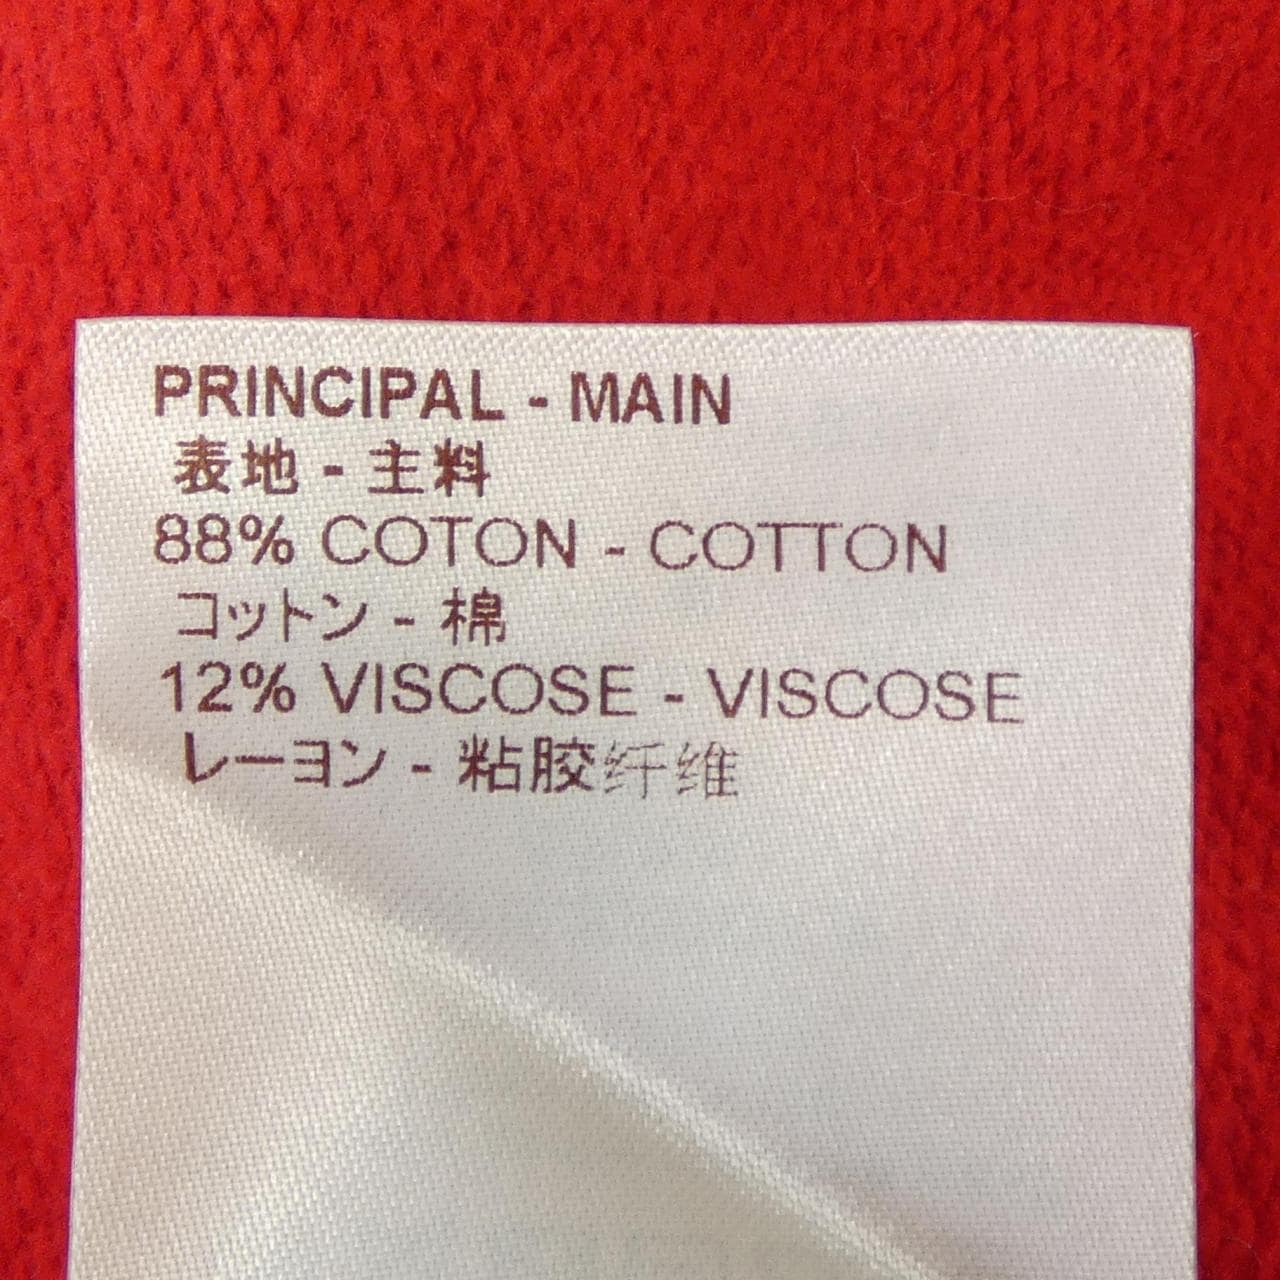 PRINCIPAL - MAIN
表地 - 主料
88% COTON - COTTON
コットン - 棉
12% VISCOSE - VISCOSE
レーヨン - 粘胶纤维